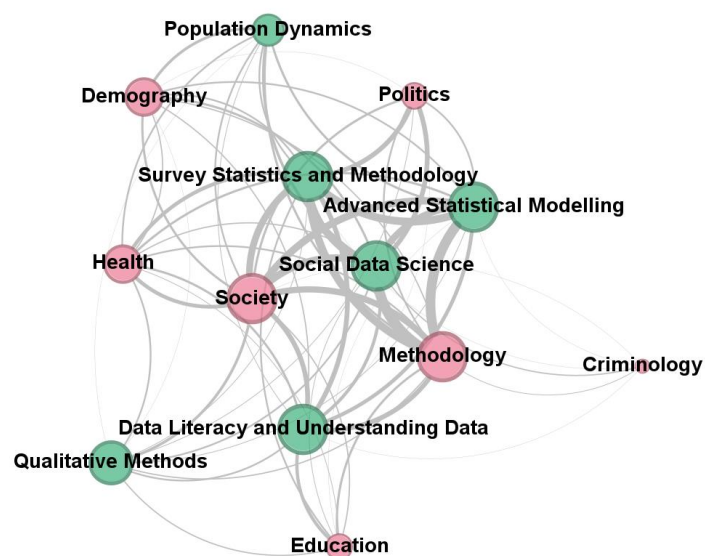 Population Dynamics
Demography
Politics
Survey Statistics and Methodology
Advanced Statistical Modelling
Health
Social Data Science
Society
Methodology
Criminology
Data Literacy and Understanding Data
Qualitative Methods
Education